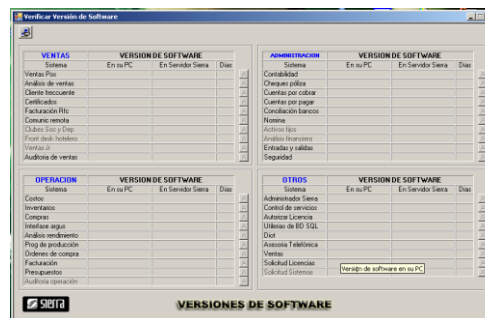 Verificar Versión de Software
VENTAS VERSION DE SOFTWARE
Sistema En su PC En Servidor Sierra Dias
Ventas Pos
Análisis de ventas
Cliente freccuente
Certificados
Facturación Rfc
Comunic remota
Clubes Soc y Dep
Front desk hotelero
Ventas Jr
Auditoria de ventas
ADMINISTRACION VERSION DE SOFTWARE
Sistema En su PC En Servidor Sierra Dias
Contabilidad
Cheques póliza
Cuentas por cobrar
Cuentas por pagar
Conciliación bancos
Nomina
Activos fijos
Análisis financiero
Entradas y salidas
Seguridad
OPERACION VERSION DE SOFTWARE
Sistema En su PC En Servidor Sierra Dias
Costos
Inventarios
Compras
Interfase argus
Análisis rendimiento
Prog de producción
Ordenes de compra
Facturación
Presupuestos
Auditoria operación
OTROS VERSION DE SOFTWARE
Sistema En su PC En Servidor Sierra Dias
Administrador Sierra
Control de servicios
Autorizar Licencia
Utilerias de BD SQL
Diot
Asesoria Telefónica
Ventas
Solicitud Licencias
Solicitud Sistemas
Versión de software en su PC
sierra VERSIONES DE SOFTWARE